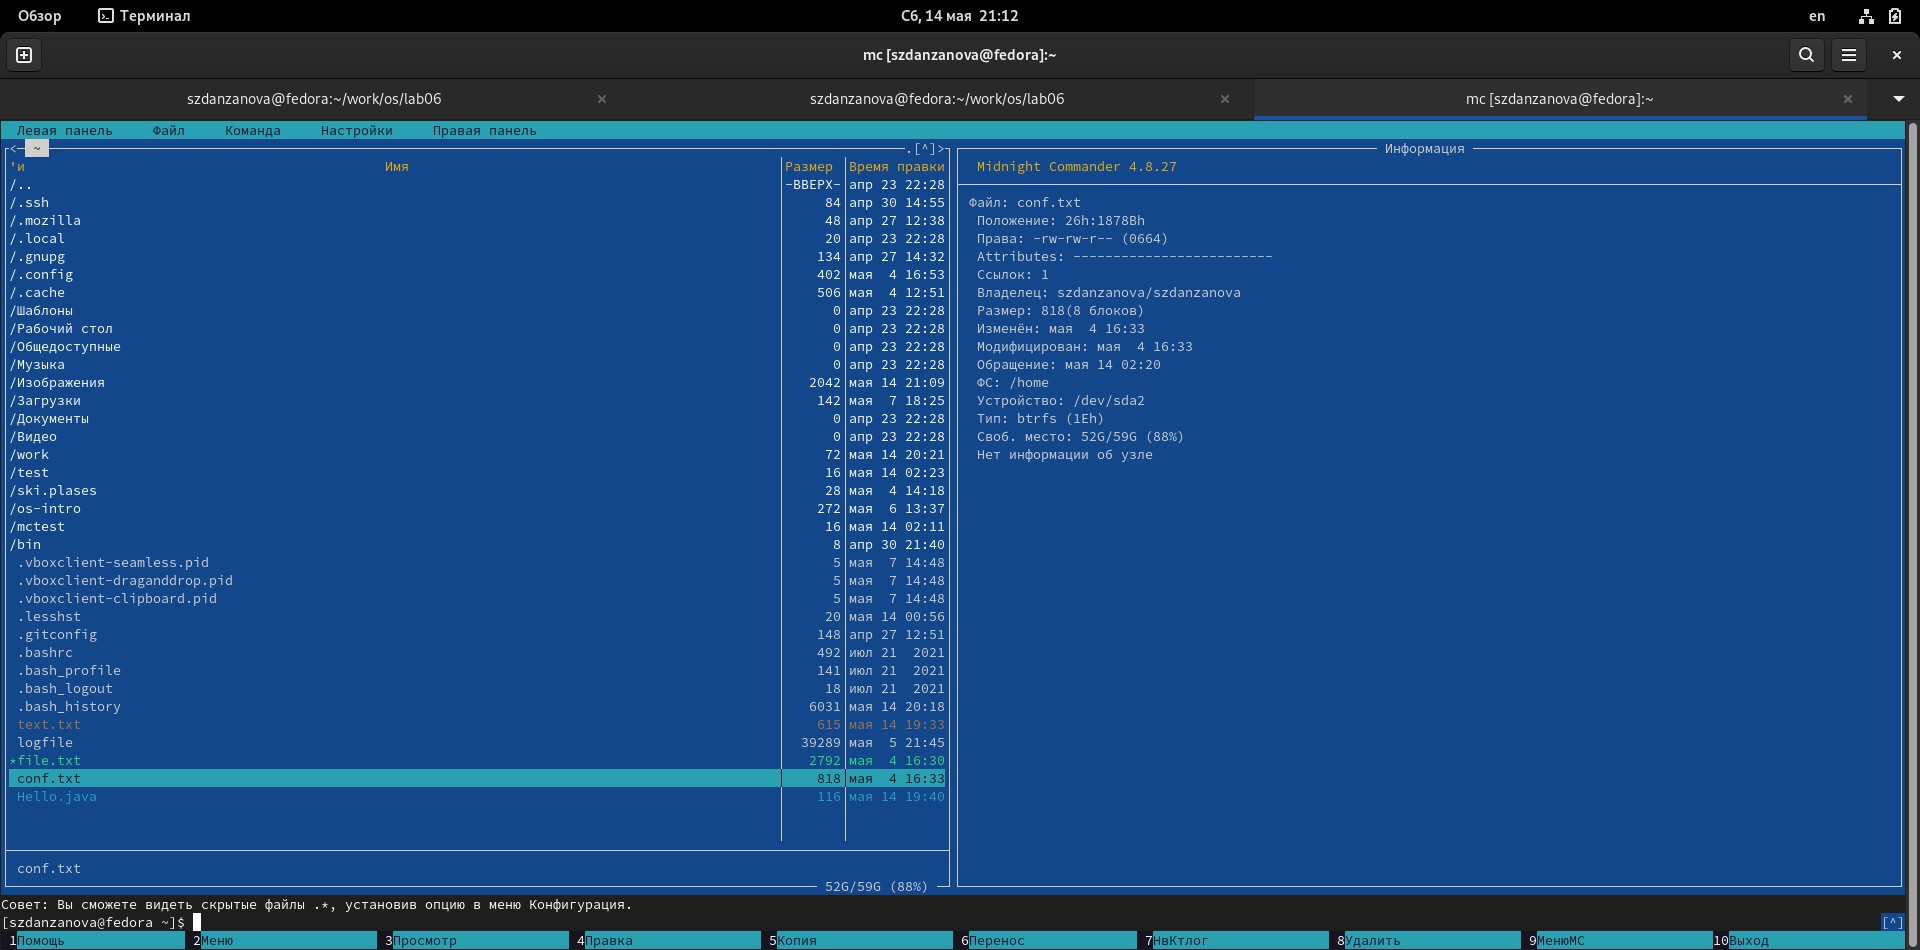 Обзор Терминал Сб, 14 мая 21:12 en
mc [szdanzanova@fedora]:~
szdanzanova@fedora:~/work/os/lab06 szdanzanova@fedora:~/work/os/lab06 mc [szdanzanova@fedora]:~
Левая панель Файл Команда Настройки Правая панель
<─ ~ .[^]>
'и Имя Размер Время правки
/.. -ВВЕРХ- апр 23 22:28
/.ssh 84 апр 30 14:55
/.mozilla 48 апр 27 12:38
/.local 20 апр 23 22:28
/.gnupg 134 апр 27 14:32
/.config 402 мая 4 16:53
/.cache 506 мая 4 12:51
/Шаблоны 0 апр 23 22:28
/Рабочий стол 0 апр 23 22:28
/Общедоступные 0 апр 23 22:28
/Музыка 0 апр 23 22:28
/Изображения 2042 мая 14 21:09
/Загрузки 142 мая 7 18:25
/Документы 0 апр 23 22:28
/Видео 0 апр 23 22:28
/work 72 мая 14 20:21
/test 16 мая 14 02:23
/ski.plases 28 мая 4 14:18
/os-intro 272 мая 6 13:37
/mctest 16 мая 14 02:11
/bin 8 апр 30 21:40
.vboxclient-seamless.pid 5 мая 7 14:48
.vboxclient-draganddrop.pid 5 мая 7 14:48
.vboxclient-clipboard.pid 5 мая 7 14:48
.lesshst 20 мая 14 00:56
.gitconfig 148 апр 27 12:51
.bashrc 492 июл 21 2021
.bash_profile 141 июл 21 2021
.bash_logout 18 июл 21 2021
.bash_history 6031 мая 14 20:18
text.txt 615 мая 14 19:33
logfile 39289 мая 5 21:45
*file.txt 2792 мая 4 16:30
conf.txt 818 мая 4 16:33
Hello.java 116 мая 14 19:40
conf.txt
52G/59G (88%)
Информация
Midnight Commander 4.8.27
Файл: conf.txt
Положение: 26h:1878Bh
Права: -rw-rw-r-- (0664)
Attributes: -------------------------
Ссылок: 1
Владелец: szdanzanova/szdanzanova
Размер: 818(8 блоков)
Изменён: мая 4 16:33
Модифицирован: мая 4 16:33
Обращение: мая 14 02:20
ФС: /home
Устройство: /dev/sda2
Тип: btrfs (1Eh)
Своб. место: 52G/59G (88%)
Нет информации об узле
Совет: Вы сможете видеть скрытые файлы .*, установив опцию в меню Конфигурация.
[szdanzanova@fedora ~]$ [^]
1Помощь 2Меню 3Просмотр 4Правка 5Копия 6Перенос 7НвКтлог 8Удалить 9МенюMC 10Выход